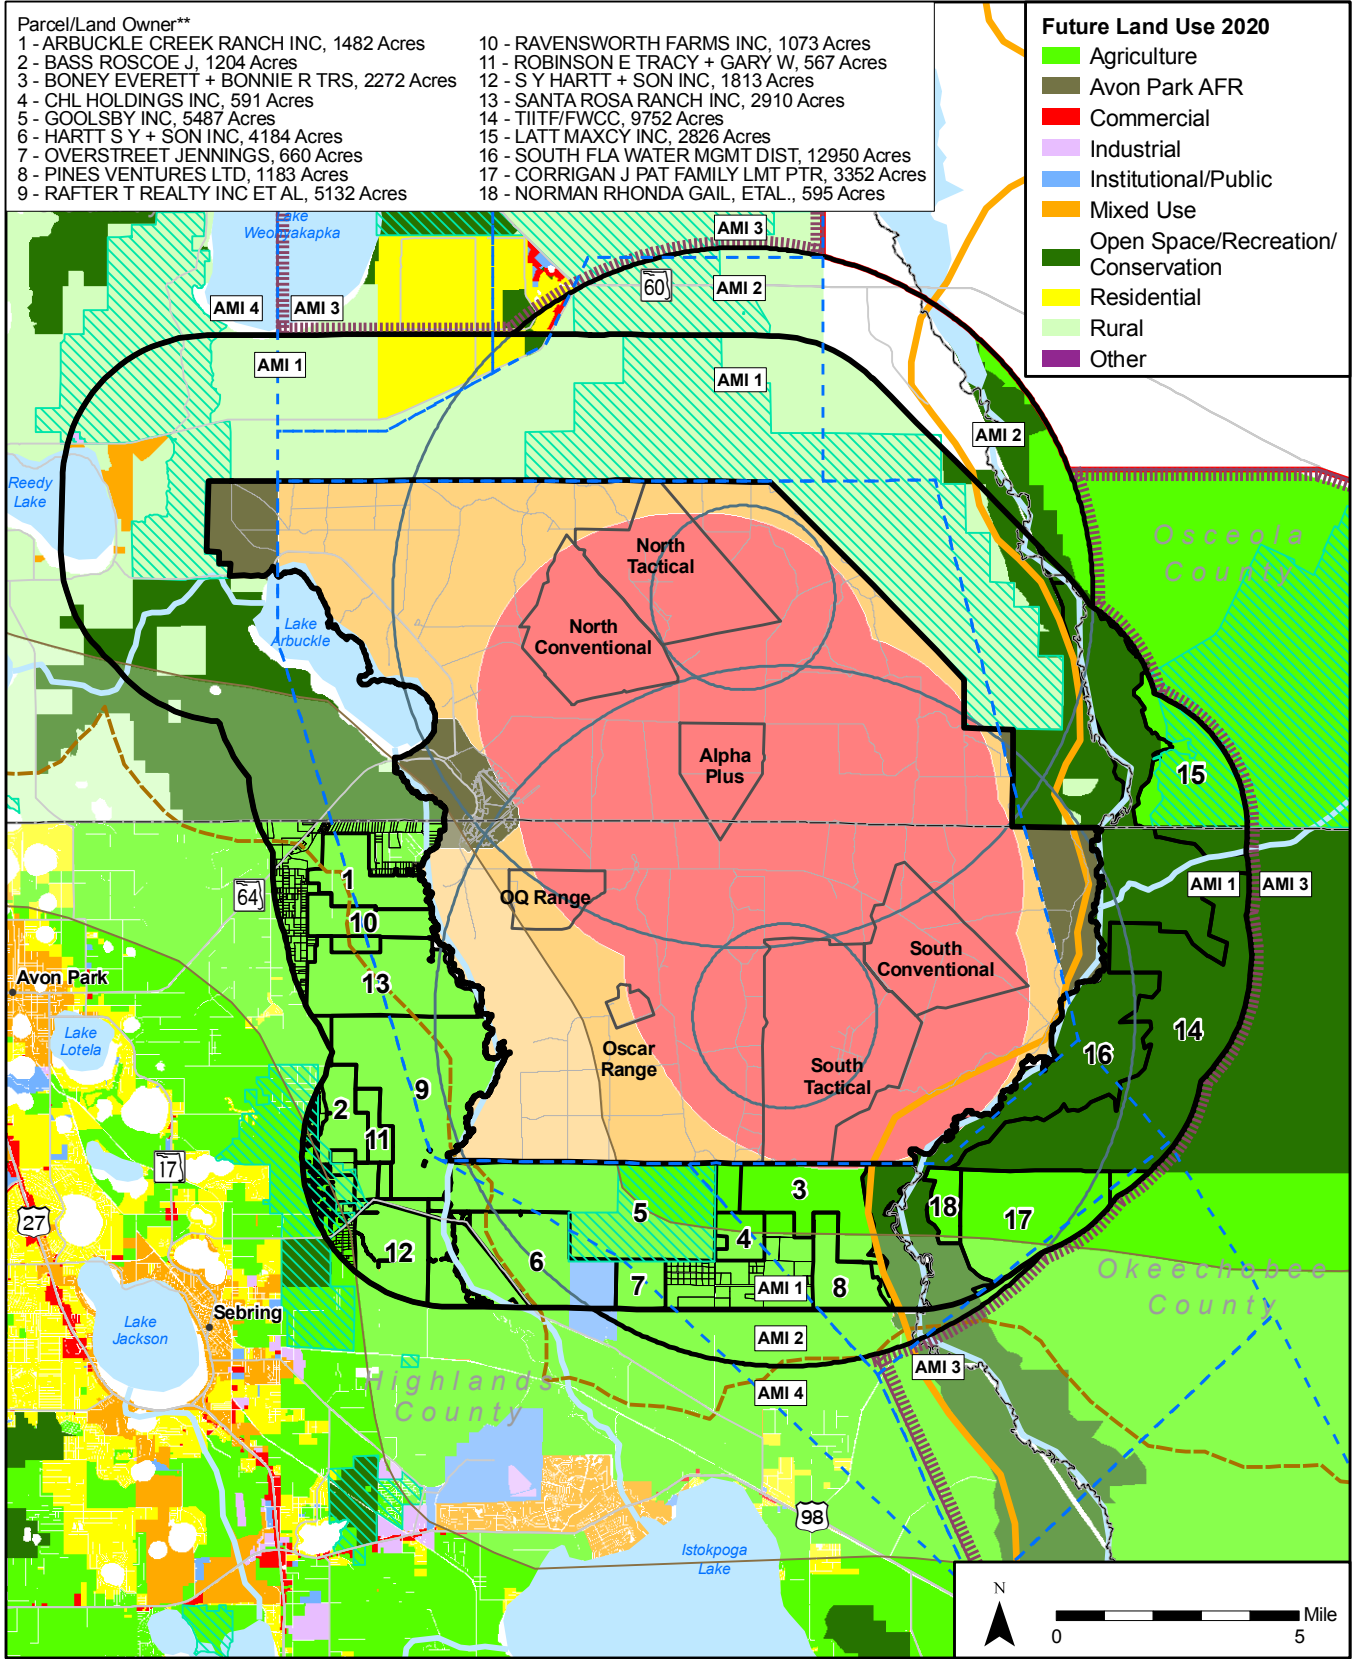 Parcel/Land Owner**
1 - ARBUCKLE CREEK RANCH INC, 1482 Acres
2 - BASS ROSCOE J, 1204 Acres
3 - BONEY EVERETT + BONNIE R TRS, 2272 Acres
4 - CHL HOLDINGS INC, 591 Acres
5 - GOOLSBY INC, 5487 Acres
6 - HARTT S Y + SON INC, 4184 Acres
7 - OVERSTREET JENNINGS, 660 Acres
8 - PINES VENTURES LTD, 1183 Acres
9 - RAFTER T REALTY INC ET AL, 5132 Acres
10 - RAVENSWORTH FARMS INC, 1073 Acres
11 - ROBINSON E TRACY + GARY W, 567 Acres
12 - S Y HARTT + SON INC, 1813 Acres
13 - SANTA ROSA RANCH INC, 2910 Acres
14 - TIITF/FWCC, 9752 Acres
15 - LATT MAXCY INC, 2826 Acres
16 - SOUTH FLA WATER MGMT DIST, 12950 Acres
17 - CORRIGAN J PAT FAMILY LMT PTR, 3352 Acres
18 - NORMAN RHONDA GAIL, ETAL., 595 Acres
Future Land Use 2020
Agriculture
Avon Park AFR
Commercial
Industrial
Institutional/Public
Mixed Use
Open Space/Recreation/
Conservation
Residential
Rural
Other
Lake
AMI 3
60
AMI 2
AMI 4
AMI 3
AMI 1
AMI 1
AMI 2
Reedy
Lake
Osceola
County
North
Tactical
North
Conventional
Lake
Arbuckle
Alpha
Plus
15
1
64
OQ Range
10
AMI 1
AMI 3
South
Conventional
13
Avon Park
Lake
Lotela
14
16
Oscar
Range
South
Tactical
9
2
11
17
27
3
5
18
17
4
12
6
7
AMI 1
8
Okeechobee
County
Sebring
Lake
Jackson
AMI 2
AMI 3
AMI 4
Highlands
County
98
Istokpoga
Lake
N
Mile
0
5